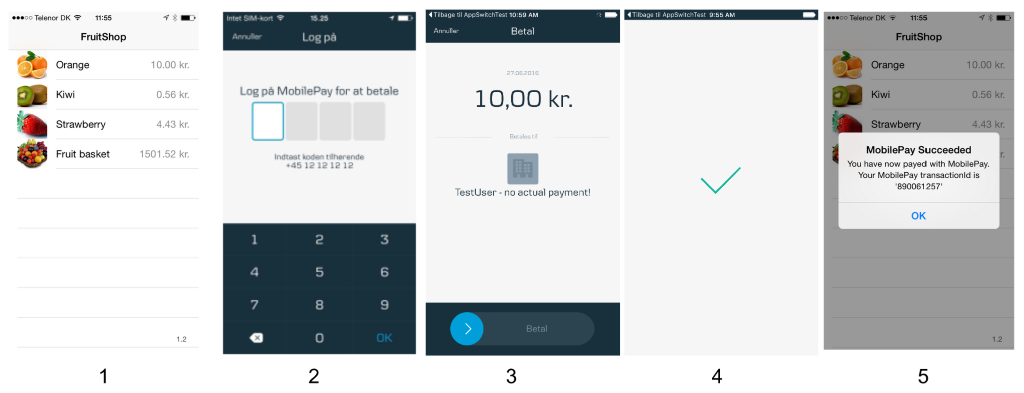 Telenor DK 11:55
FruitShop
Orange 10.00 kr.
Kiwi 0.56 kr.
Strawberry 4.43 kr.
Fruit basket 1501.52 kr.
1.2
1
Intet SIM-kort 15.25
Annuller Log på
Log på MobilePay for at betale
Indtast koden tilhørende
+45 12 12 12 12
1 2 3
4 5 6
7 8 9
0 OK
2
Tilbage til AppSwitchTest 10:59 AM
Annuller Betal
27.06.2016
10,00 kr.
Betales til
TestUser - no actual payment!
Betal
3
Tilbage til AppSwitchTest 9:55 AM
4
Telenor DK 11:55
FruitShop
Orange 10.00 kr.
Kiwi 0.56 kr.
Strawberry 4.43 kr.
MobilePay Succeeded
You have now payed with MobilePay.
Your MobilePay transactionId is
'890061257'
OK
1.2
5